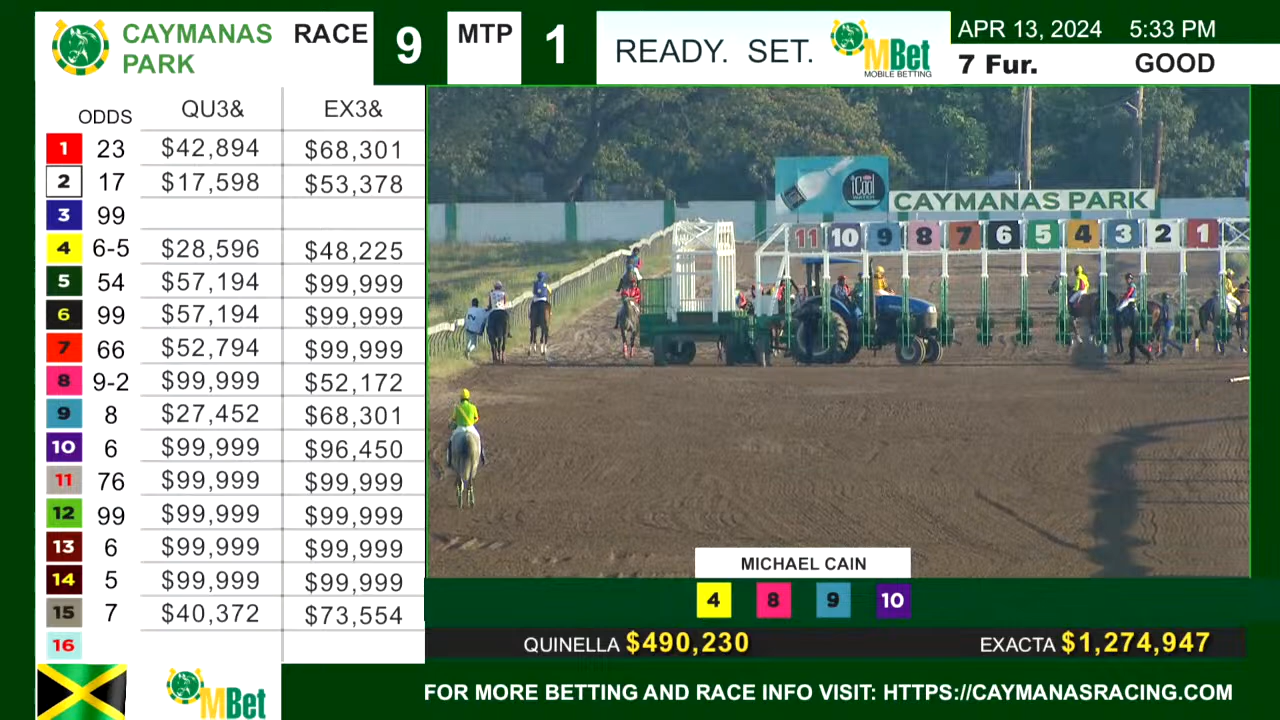 CAYMANAS PARK
RACE 9
MTP 1
READY. SET.
MBet
MOBILE BETTING
APR 13, 2024 5:33 PM
7 Fur. GOOD
ODDS QU3& EX3&
1 23 $42,894 $68,301
2 17 $17,598 $53,378
3 99
4 6-5 $28,596 $48,225
5 54 $57,194 $99,999
6 99 $57,194 $99,999
7 66 $52,794 $99,999
8 9-2 $99,999 $52,172
9 8 $27,452 $68,301
10 6 $99,999 $96,450
11 76 $99,999 $99,999
12 99 $99,999 $99,999
13 6 $99,999 $99,999
14 5 $99,999 $99,999
15 7 $40,372 $73,554
16
iCool
WATER
CAYMANAS PARK
11 10 9 8 7 6 5 4 3 2 1
MICHAEL CAIN
4 8 9 10
QUINELLA $490,230 EXACTA $1,274,947
MBet
FOR MORE BETTING AND RACE INFO VISIT: HTTPS://CAYMANASRACING.COM